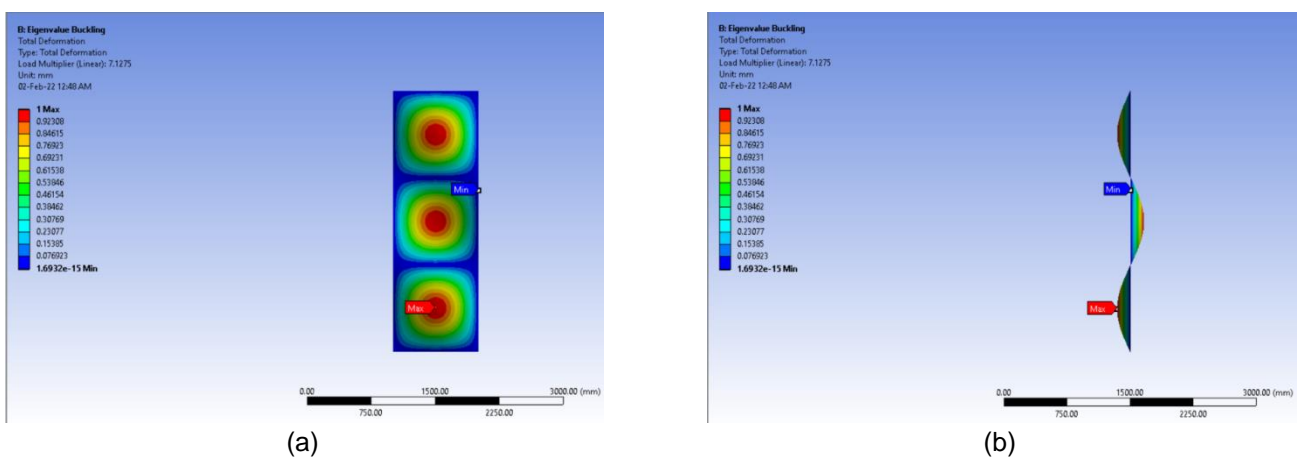 B: Eigenvalue Buckling
Total Deformation
Type: Total Deformation
Load Multiplier (Linear): 7.1275
Unit: mm
02-Feb-22 12:48 AM
1 Max
0.92308
0.84615
0.76923
0.69231
0.61538
0.53846
0.46154
0.38462
0.30769
0.23077
0.15385
0.076923
1.6932e-15 Min
Min
Max
0.00 1500.00 3000.00 (mm)
750.00 2250.00
(a)
B: Eigenvalue Buckling
Total Deformation
Type: Total Deformation
Load Multiplier (Linear): 7.1275
Unit: mm
02-Feb-22 12:48 AM
1 Max
0.92308
0.84615
0.76923
0.69231
0.61538
0.53846
0.46154
0.38462
0.30769
0.23077
0.15385
0.076923
1.6932e-15 Min
Min
Max
0.00 1500.00 3000.00 (mm)
750.00 2250.00
(b)